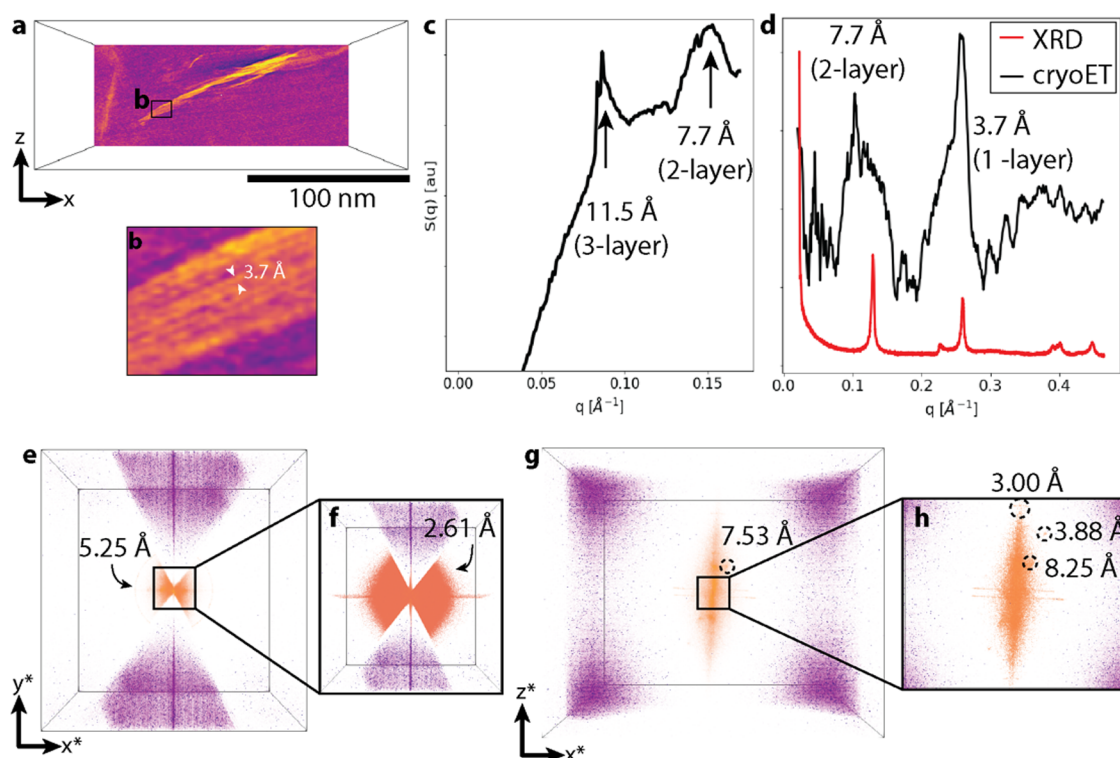 a
b
z
x
100 nm
b
3.7 Å
c
S(q) [au]
11.5 Å
(3-layer)
7.7 Å
(2-layer)
0.00 0.05 0.10 0.15
q [Å⁻¹]
d
7.7 Å
(2-layer)
XRD
cryoET
3.7 Å
(1 -layer)
0.0 0.1 0.2 0.3 0.4
q [Å⁻¹]
e
5.25 Å
y*
x*
f
2.61 Å
g
7.53 Å
z*
x*
h
3.00 Å
3.88 Å
8.25 Å